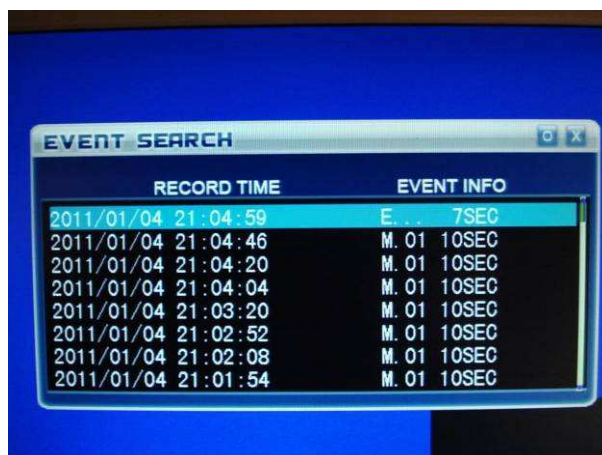 EVENT SEARCH O X
RECORD TIME EVENT INFO
2011/01/04 21:04:59 E... 7SEC
2011/01/04 21:04:46 M.01 10SEC
2011/01/04 21:04:20 M.01 10SEC
2011/01/04 21:04:04 M.01 10SEC
2011/01/04 21:03:20 M.01 10SEC
2011/01/04 21:02:52 M.01 10SEC
2011/01/04 21:02:08 M.01 10SEC
2011/01/04 21:01:54 M.01 10SEC